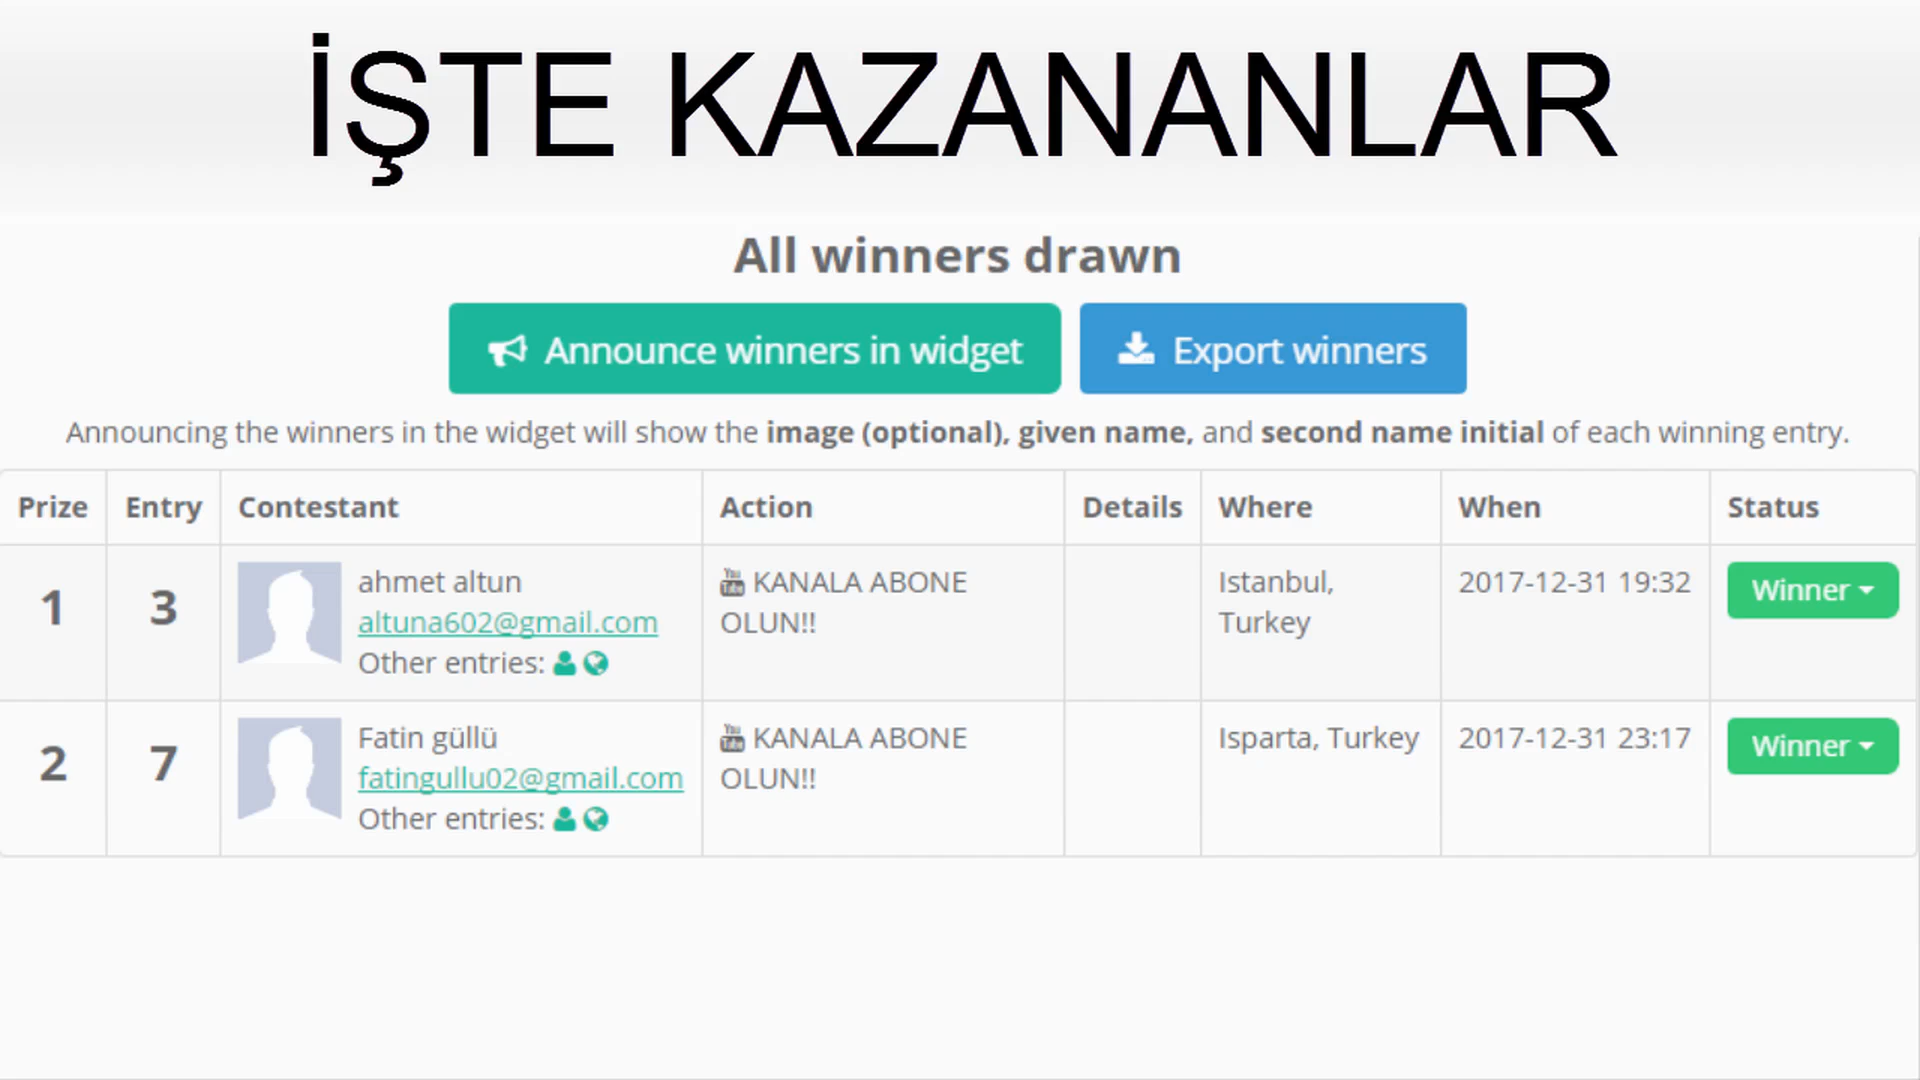 İŞTE KAZANANLAR
All winners drawn
Announce winners in widget
Export winners
Announcing the winners in the widget will show the image (optional), given name, and second name initial of each winning entry.
Prize Entry Contestant Action Details Where When Status
1 3 ahmet altun
altuna602@gmail.com
Other entries:
You Tube KANALA ABONE
OLUN!!
Istanbul,
Turkey
2017-12-31 19:32
Winner
2 7 Fatin güllü
fatingullu02@gmail.com
Other entries:
You Tube KANALA ABONE
OLUN!!
Isparta, Turkey
2017-12-31 23:17
Winner